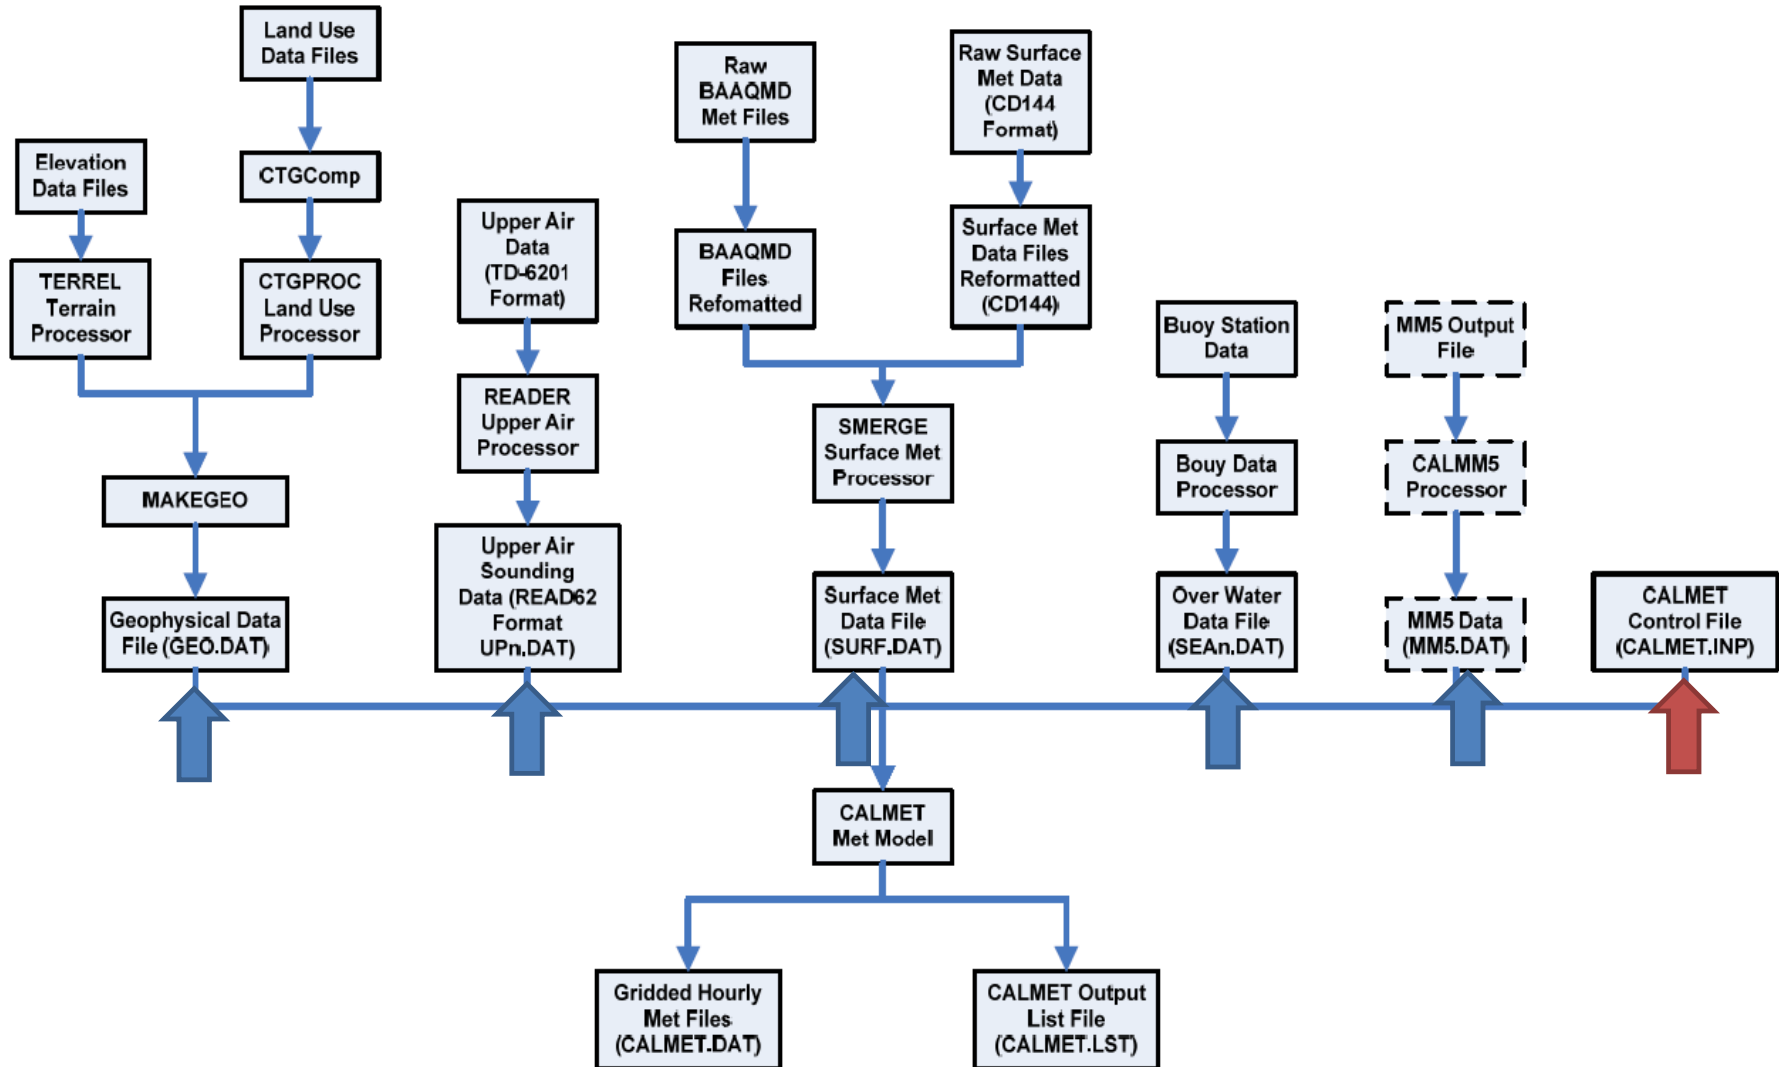 Land Use
Data Files
Raw
BAAQMD
Met Files
Raw Surface
Met Data
(CD144
Format)
Elevation
Data Files
CTGComp
Upper Air
Data
(TD-6201
Format)
BAAQMD
Files
Refomatted
Surface Met
Data Files
Reformatted
(CD144)
TERREL
Terrain
Processor
CTGPROC
Land Use
Processor
Buoy Station
Data
MM5 Output
File
READER
Upper Air
Processor
SMERGE
Surface Met
Processor
Bouy Data
Processor
CALMM5
Processor
MAKEGEO
Upper Air
Sounding
Data (READ62
Format
UPn.DAT)
Geophysical Data
File (GEO.DAT)
Surface Met
Data File
(SURF.DAT)
Over Water
Data File
(SEAn.DAT)
MM5 Data
(MM5.DAT)
CALMET
Control File
(CALMET.INP)
CALMET
Met Model
Gridded Hourly
Met Files
(CALMET.DAT)
CALMET Output
List File
(CALMET.LST)